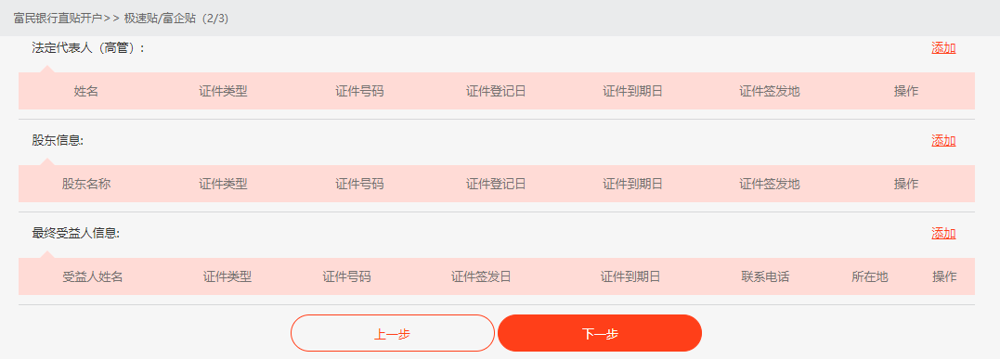 富民银行直贴开户>> 极速贴/富企贴（2/3）
法定代表人（高管）: 添加
姓名 证件类型 证件号码 证件登记日 证件到期日 证件签发地 操作
股东信息: 添加
股东名称 证件类型 证件号码 证件登记日 证件到期日 证件签发地 操作
最终受益人信息: 添加
受益人姓名 证件类型 证件号码 证件签发日 证件到期日 联系电话 所在地 操作
上一步 下一步